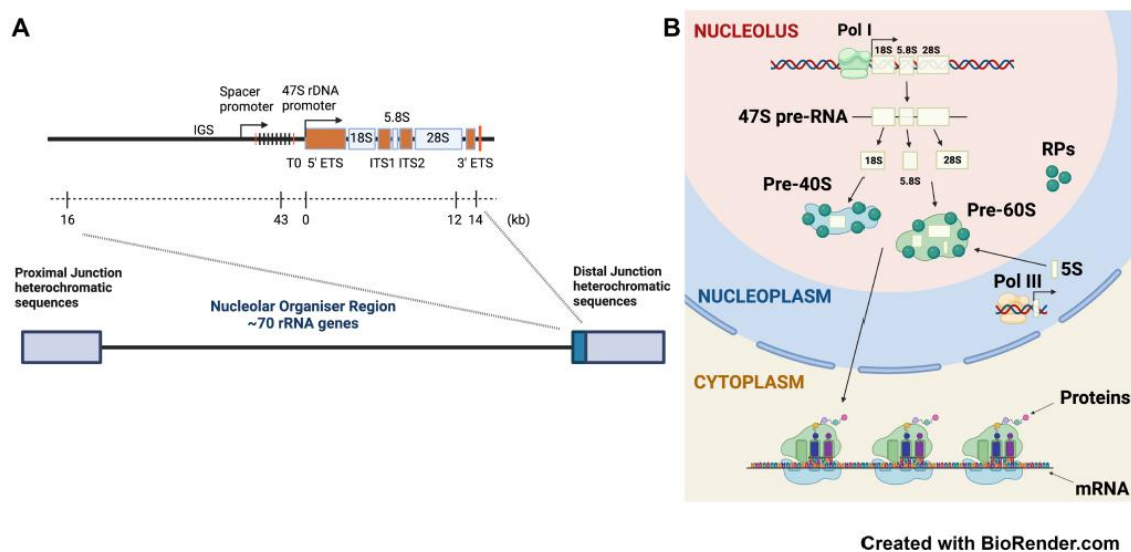 A
Spacer
promoter
47S rDNA
promoter
IGS
5.8S
18S
28S
T0 5' ETS
ITS1 ITS2
3' ETS
16
43
0
12
14
(kb)
Proximal Junction
heterochromatic
sequences
Nucleolar Organiser Region
~70 rRNA genes
Distal Junction
heterochromatic
sequences
B
NUCLEOLUS
Pol I
18S 5.8S 28S
47S pre-RNA
18S
5.8S
28S
RPs
Pre-40S
Pre-60S
5S
Pol III
NUCLEOPLASM
CYTOPLASM
Proteins
mRNA
Created with BioRender.com